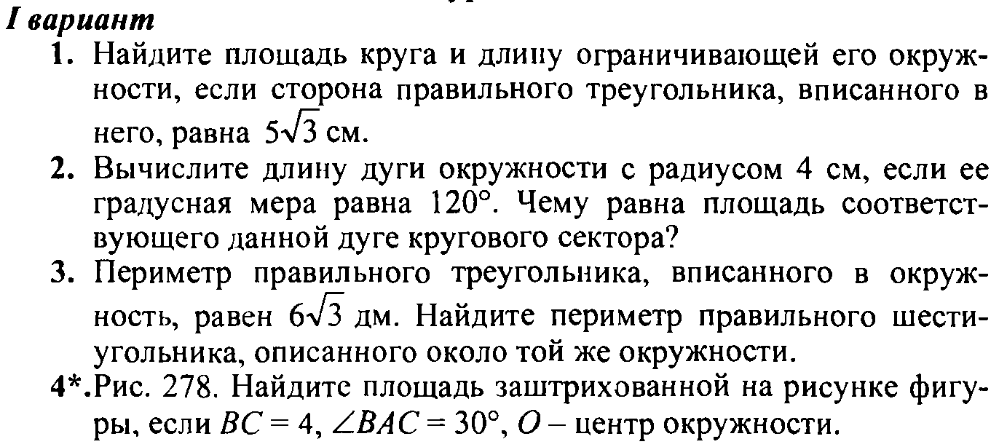 I вариант
1. Найдите площадь круга и длину ограничивающей его окруж-
ности, если сторона правильного треугольника, вписанного в
него, равна 5√3 см.
2. Вычислите длину дуги окружности с радиусом 4 см, если ее
градусная мера равна 120°. Чему равна площадь соответст-
вующего данной дуге кругового сектора?
3. Периметр правильного треугольника, вписанного в окруж-
ность, равен 6√3 дм. Найдите периметр правильного шести-
угольника, описанного около той же окружности.
4*.Рис. 278. Найдите площадь заштрихованной на рисунке фигу-
ры, если BC = 4, ∠BAC = 30°, O – центр окружности.